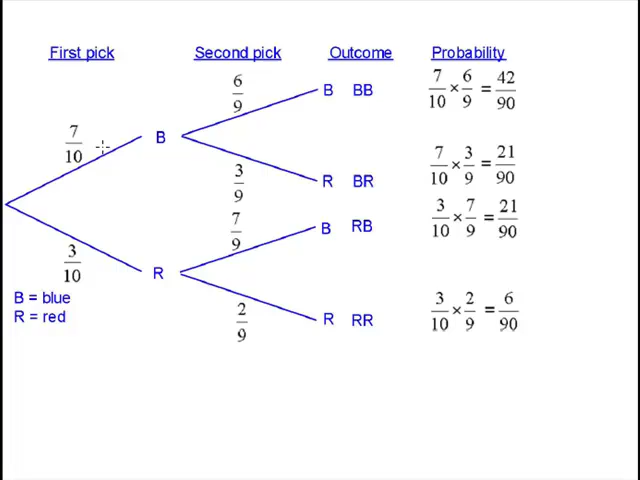 First pick Second pick Outcome Probability
6/9 B BB 7/10 × 6/9 = 42/90
7/10 B
3/9 R BR 7/10 × 3/9 = 21/90
7/9 B RB 3/10 × 7/9 = 21/90
3/10 R
B = blue
R = red
2/9 R RR 3/10 × 2/9 = 6/90